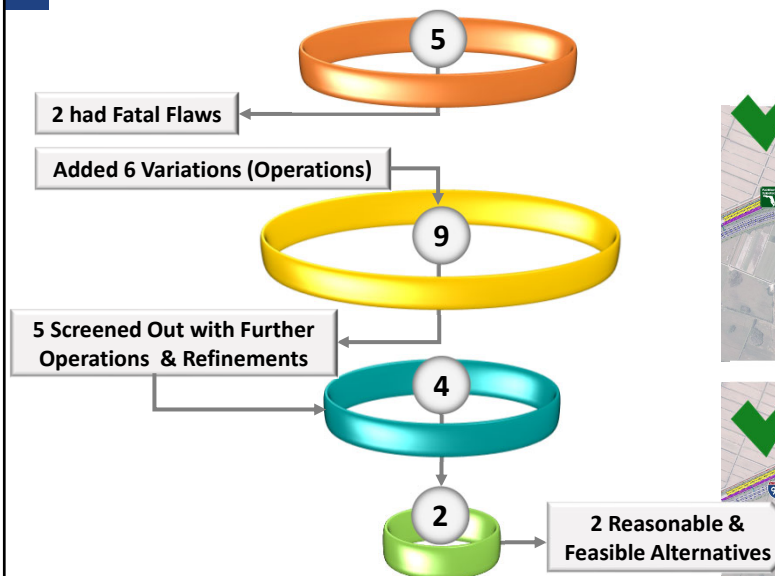 5
2 had Fatal Flaws
Added 6 Variations (Operations)
9
5 Screened Out with Further
Operations & Refinements
4
2
2 Reasonable &
Feasible Alternatives